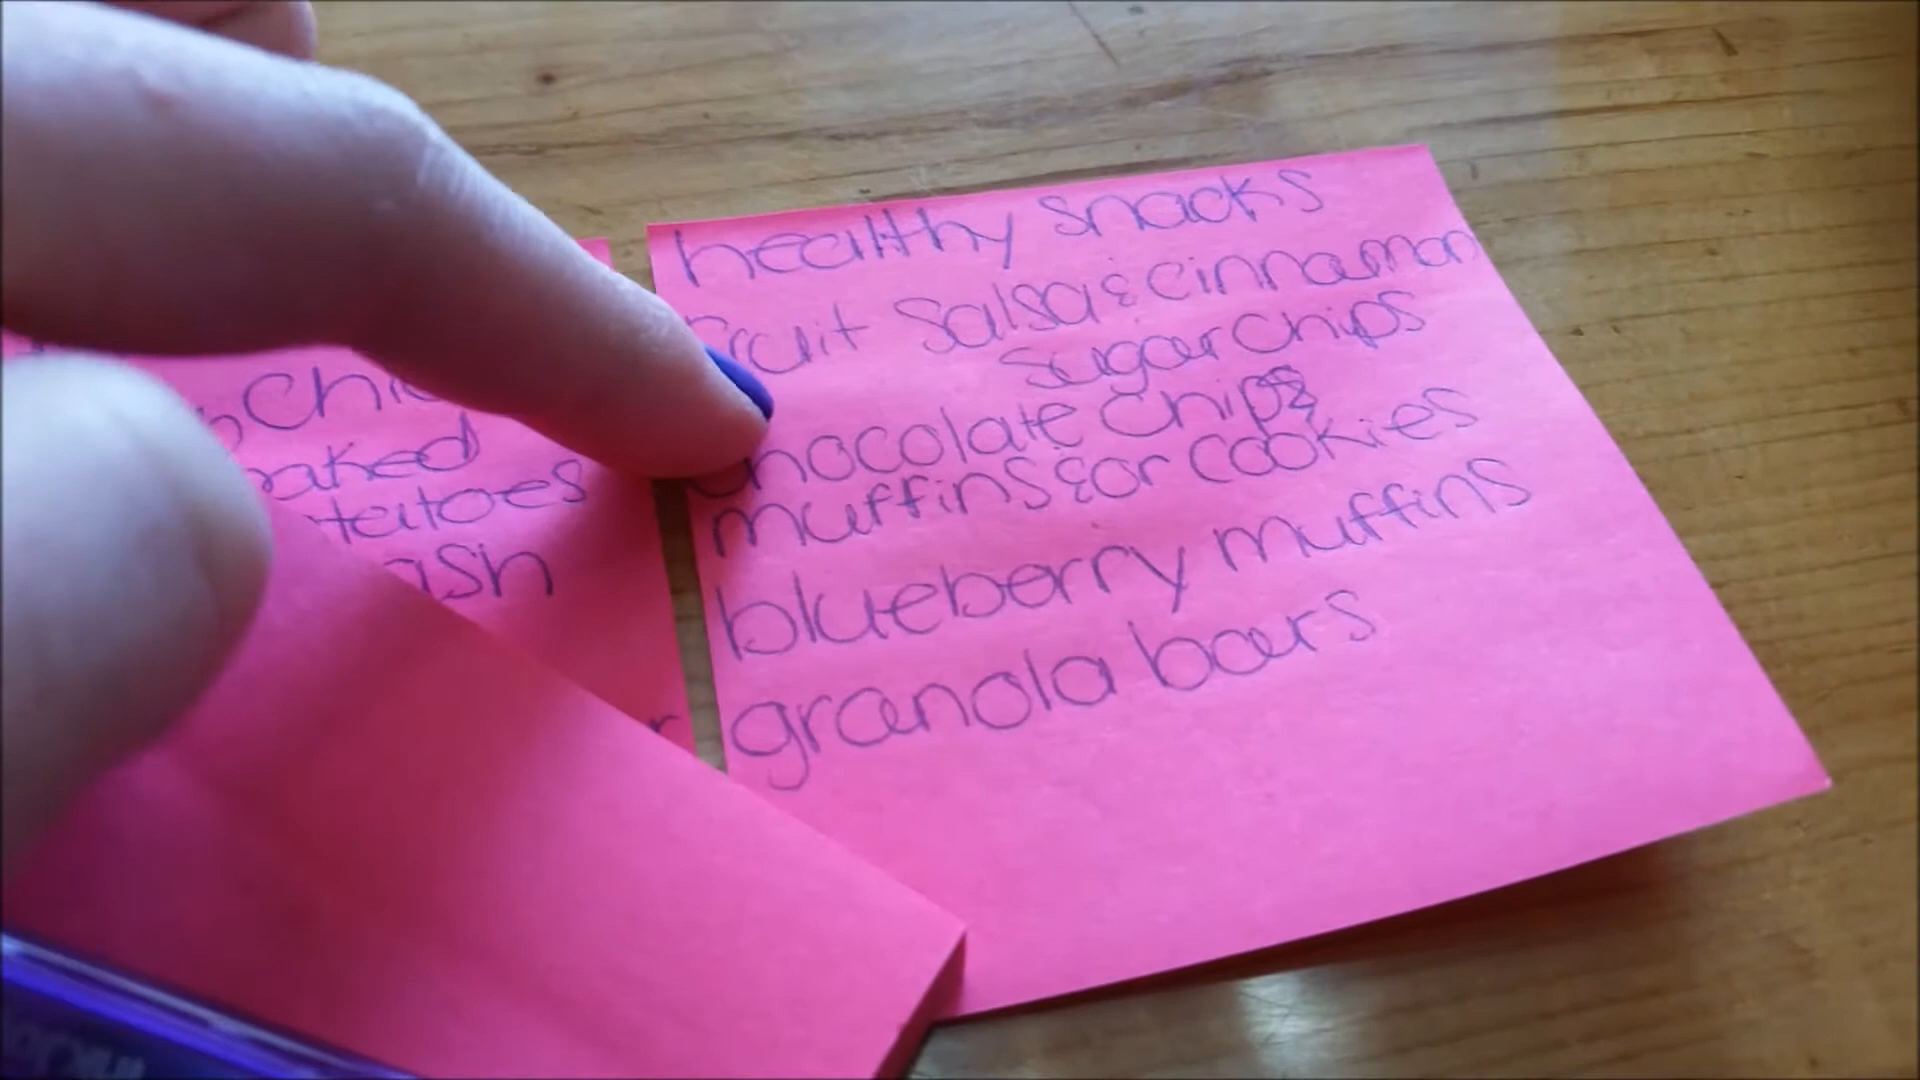 healthy snacks
fruit salsa & cinnamon
sugar chips
chocolate chips
muffins &or cookies
blueberry muffins
granola bars
baked